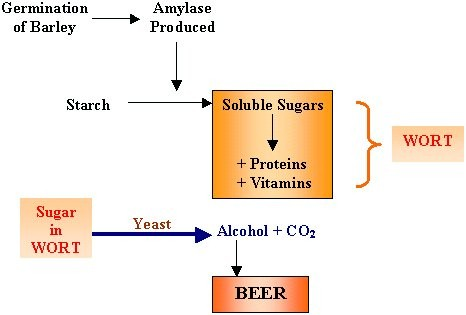 Germination
of Barley
Amylase
Produced
Starch
Soluble Sugars
+ Proteins
+ Vitamins
WORT
Sugar
in
WORT
Yeast
Alcohol + CO₂
BEER